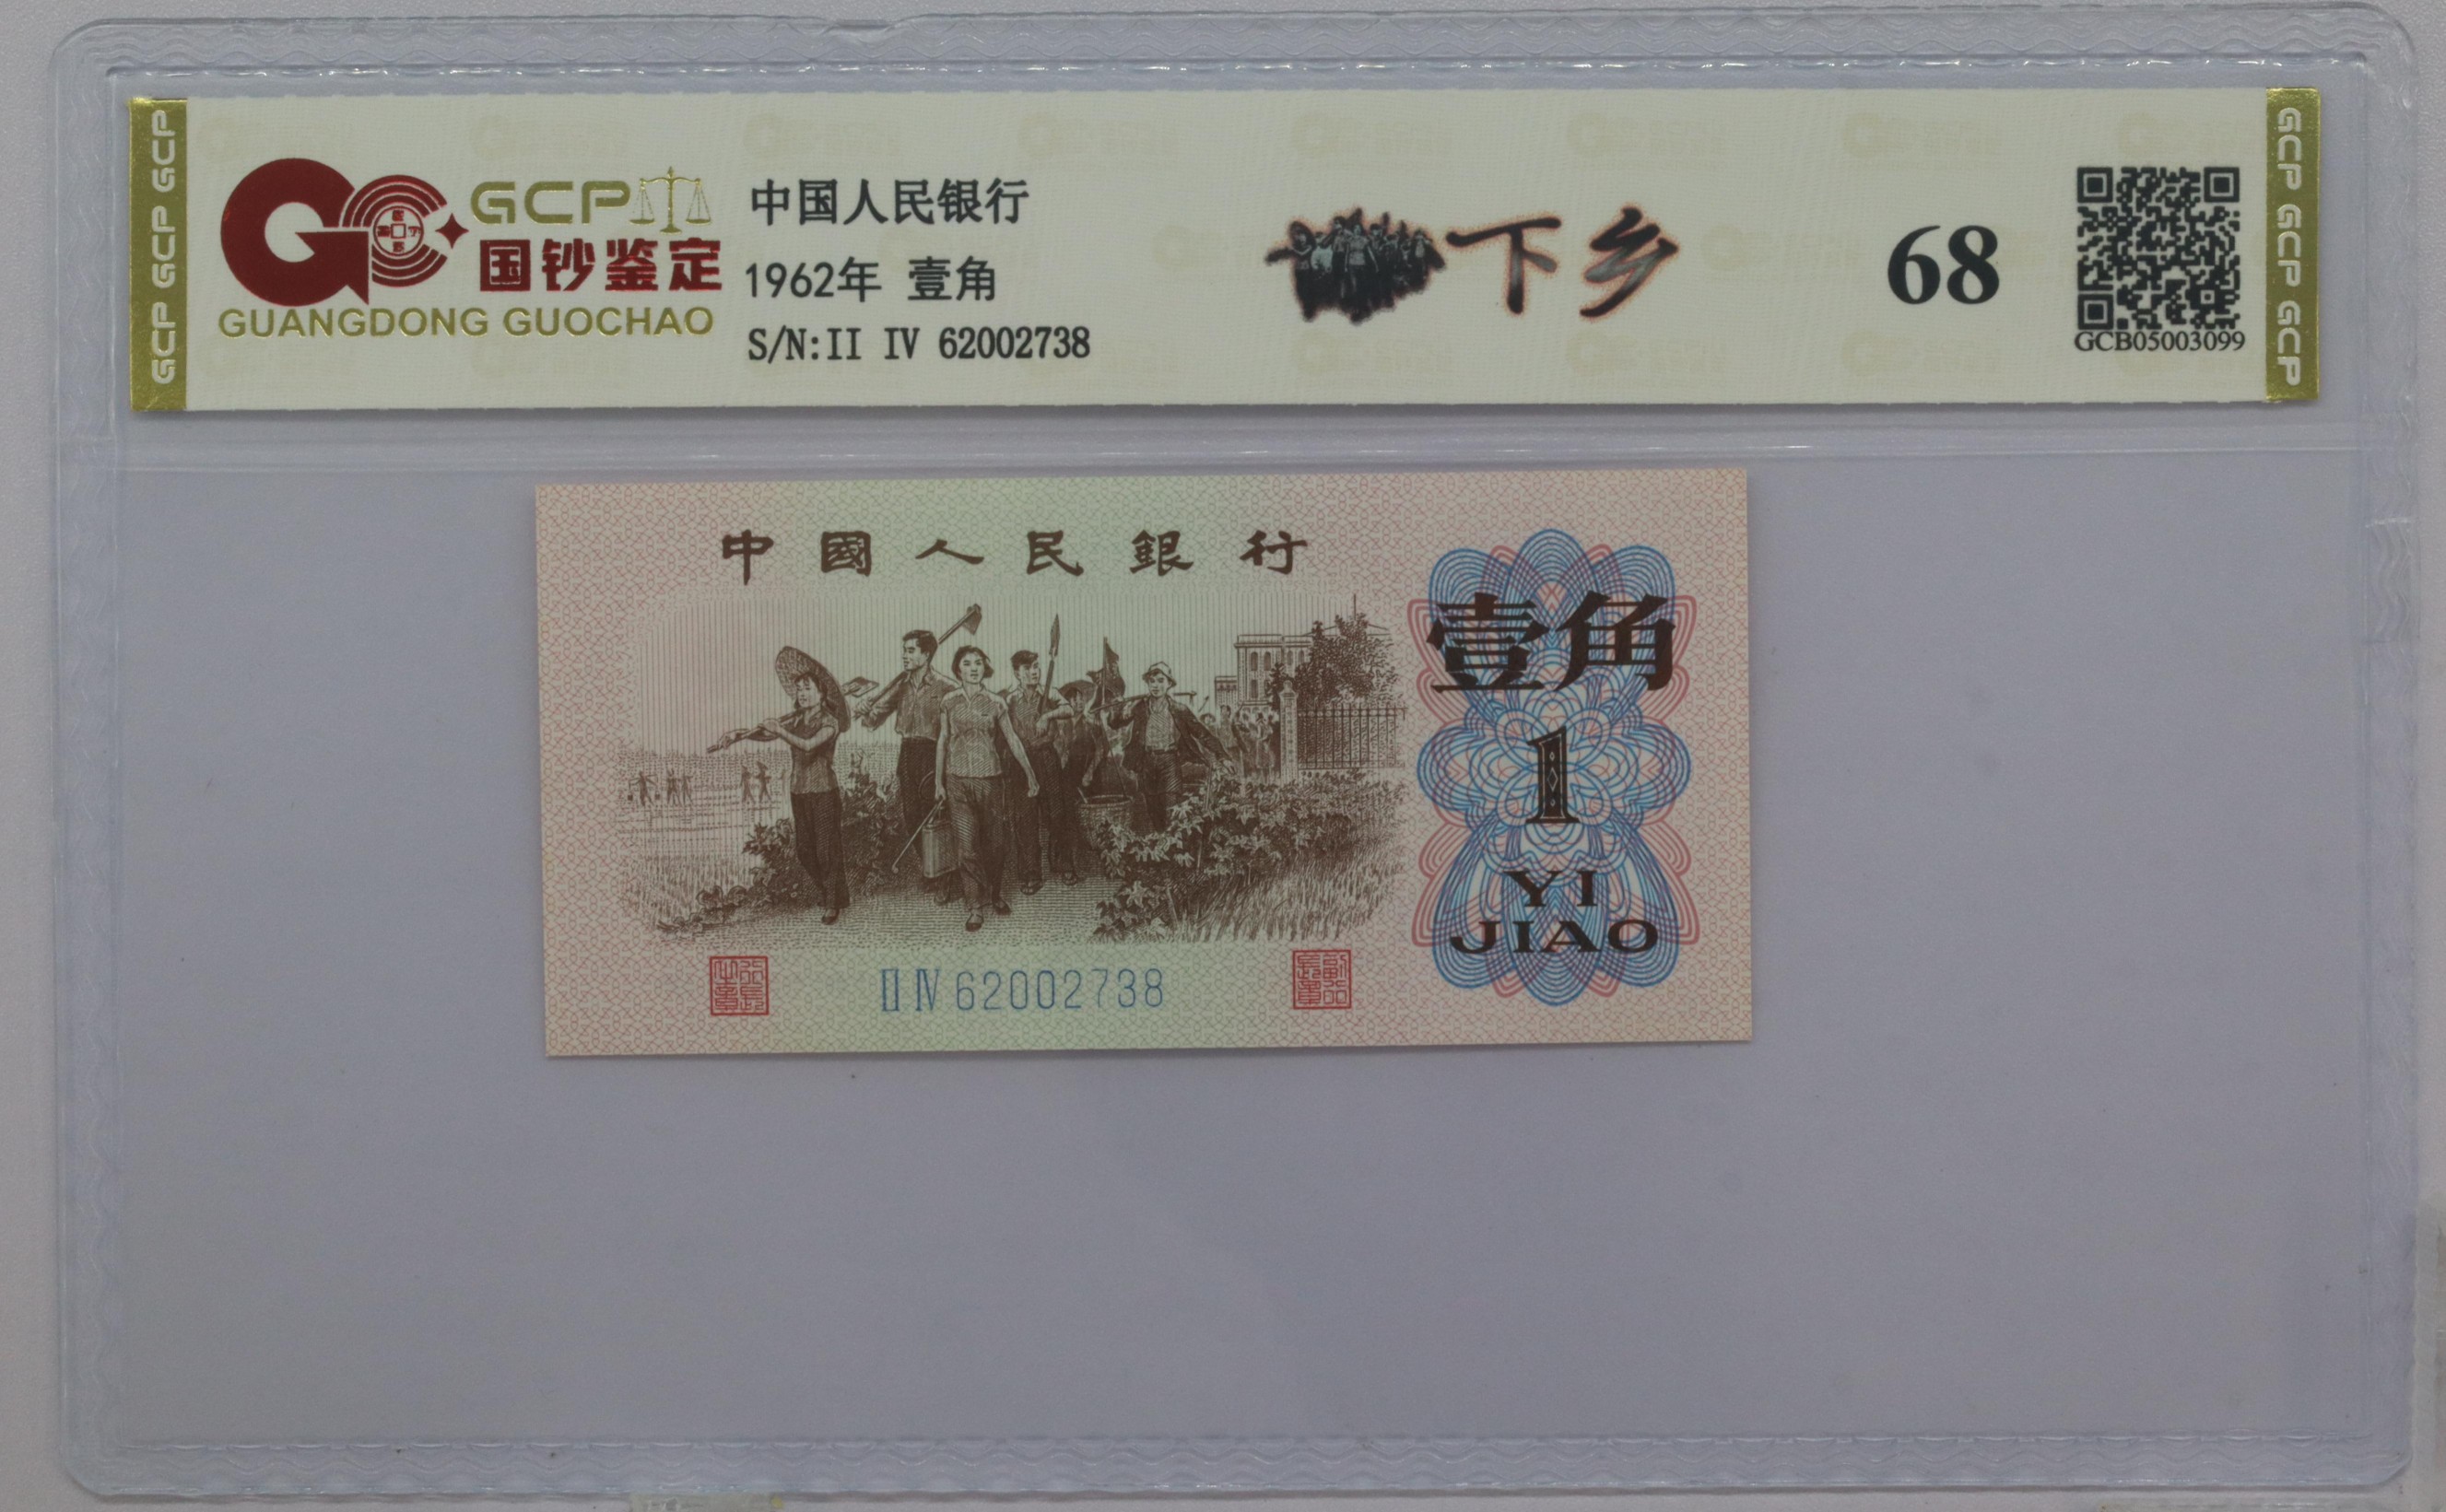 GCP GCP GCP
GCP
国钞鉴定
GUANGDONG GUOCHAO
中国人民银行
1962年 壹角
S/N:II IV 62002738
下乡
68
GCB05003099
GCP GCP GCP
中國人民銀行
壹角
1
YI
JIAO
II IV 62002738